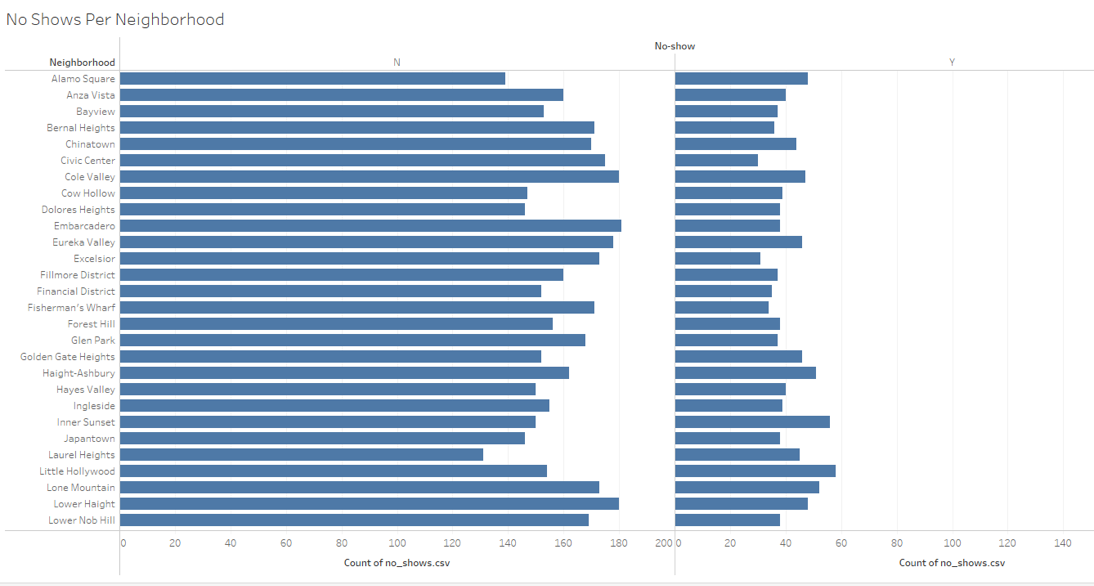 No Shows Per Neighborhood
No-show
Neighborhood N Y
Alamo Square
Anza Vista
Bayview
Bernal Heights
Chinatown
Civic Center
Cole Valley
Cow Hollow
Dolores Heights
Embarcadero
Eureka Valley
Excelsior
Fillmore District
Financial District
Fisherman's Wharf
Forest Hill
Glen Park
Golden Gate Heights
Haight-Ashbury
Hayes Valley
Ingleside
Inner Sunset
Japantown
Laurel Heights
Little Hollywood
Lone Mountain
Lower Haight
Lower Nob Hill
0 20 40 60 80 100 120 140 160 180 200 0 20 40 60 80 100 120 140
Count of no_shows.csv Count of no_shows.csv